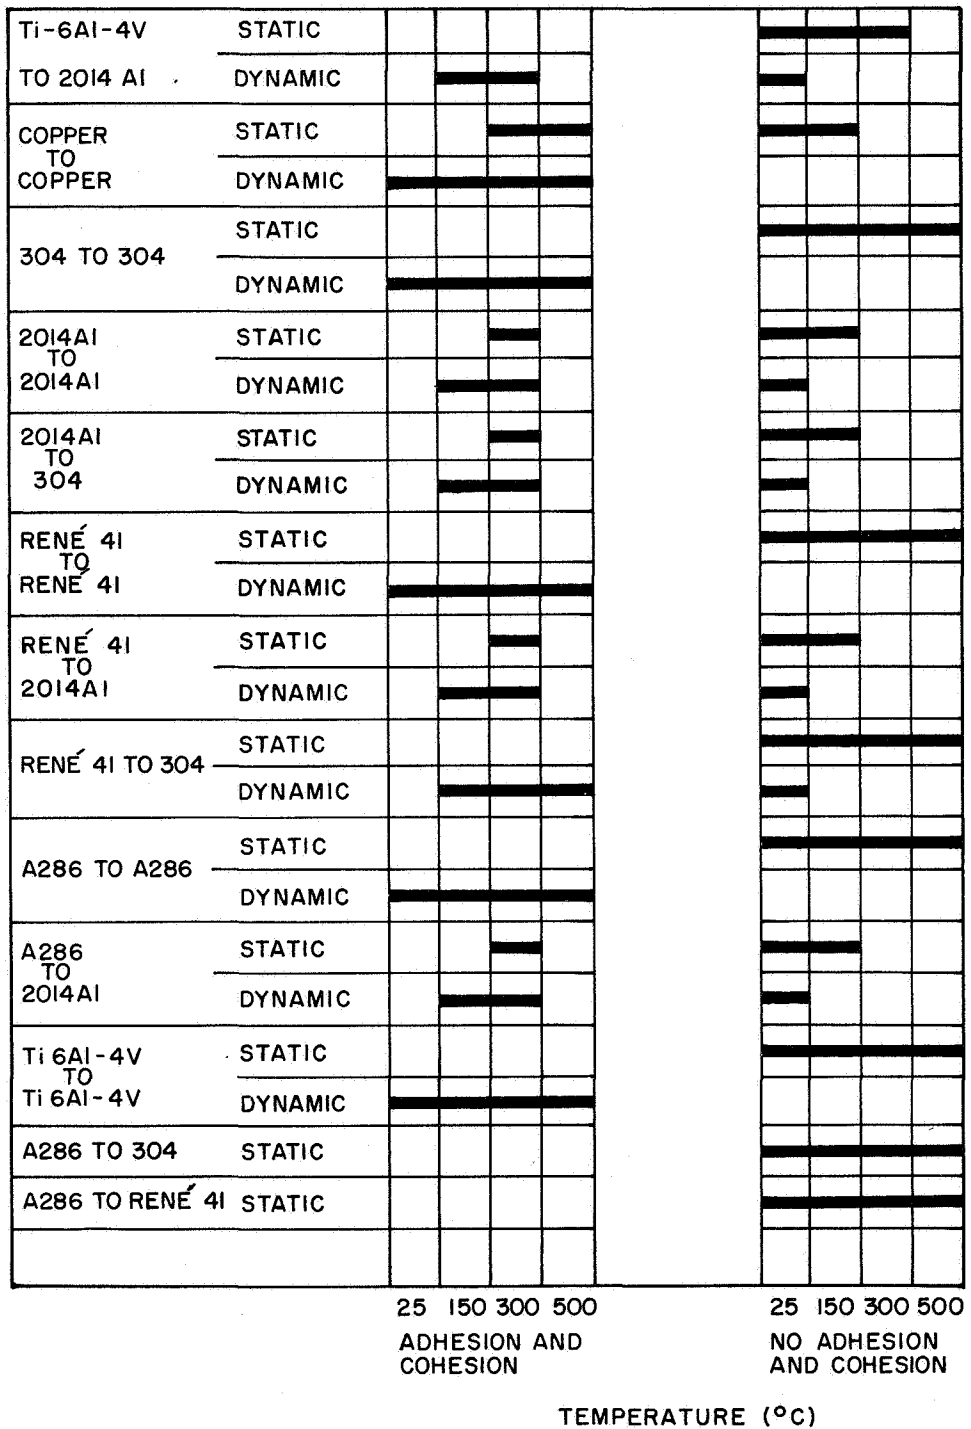 Ti-6Al-4V STATIC
TO 2014 Al DYNAMIC
COPPER STATIC
TO
COPPER DYNAMIC
STATIC
304 TO 304
DYNAMIC
2014Al STATIC
TO
2014Al DYNAMIC
2014Al STATIC
TO
304 DYNAMIC
RENÉ 41 STATIC
TO
RENÉ 41 DYNAMIC
RENÉ 41 STATIC
TO
2014Al DYNAMIC
STATIC
RENÉ 41 TO 304
DYNAMIC
STATIC
A286 TO A286
DYNAMIC
A286 STATIC
TO
2014Al DYNAMIC
Ti 6Al-4V STATIC
TO
Ti 6Al-4V DYNAMIC
A286 TO 304 STATIC
A286 TO RENÉ 41 STATIC
25 150 300 500 25 150 300 500
ADHESION AND NO ADHESION
COHESION AND COHESION
TEMPERATURE (°C)